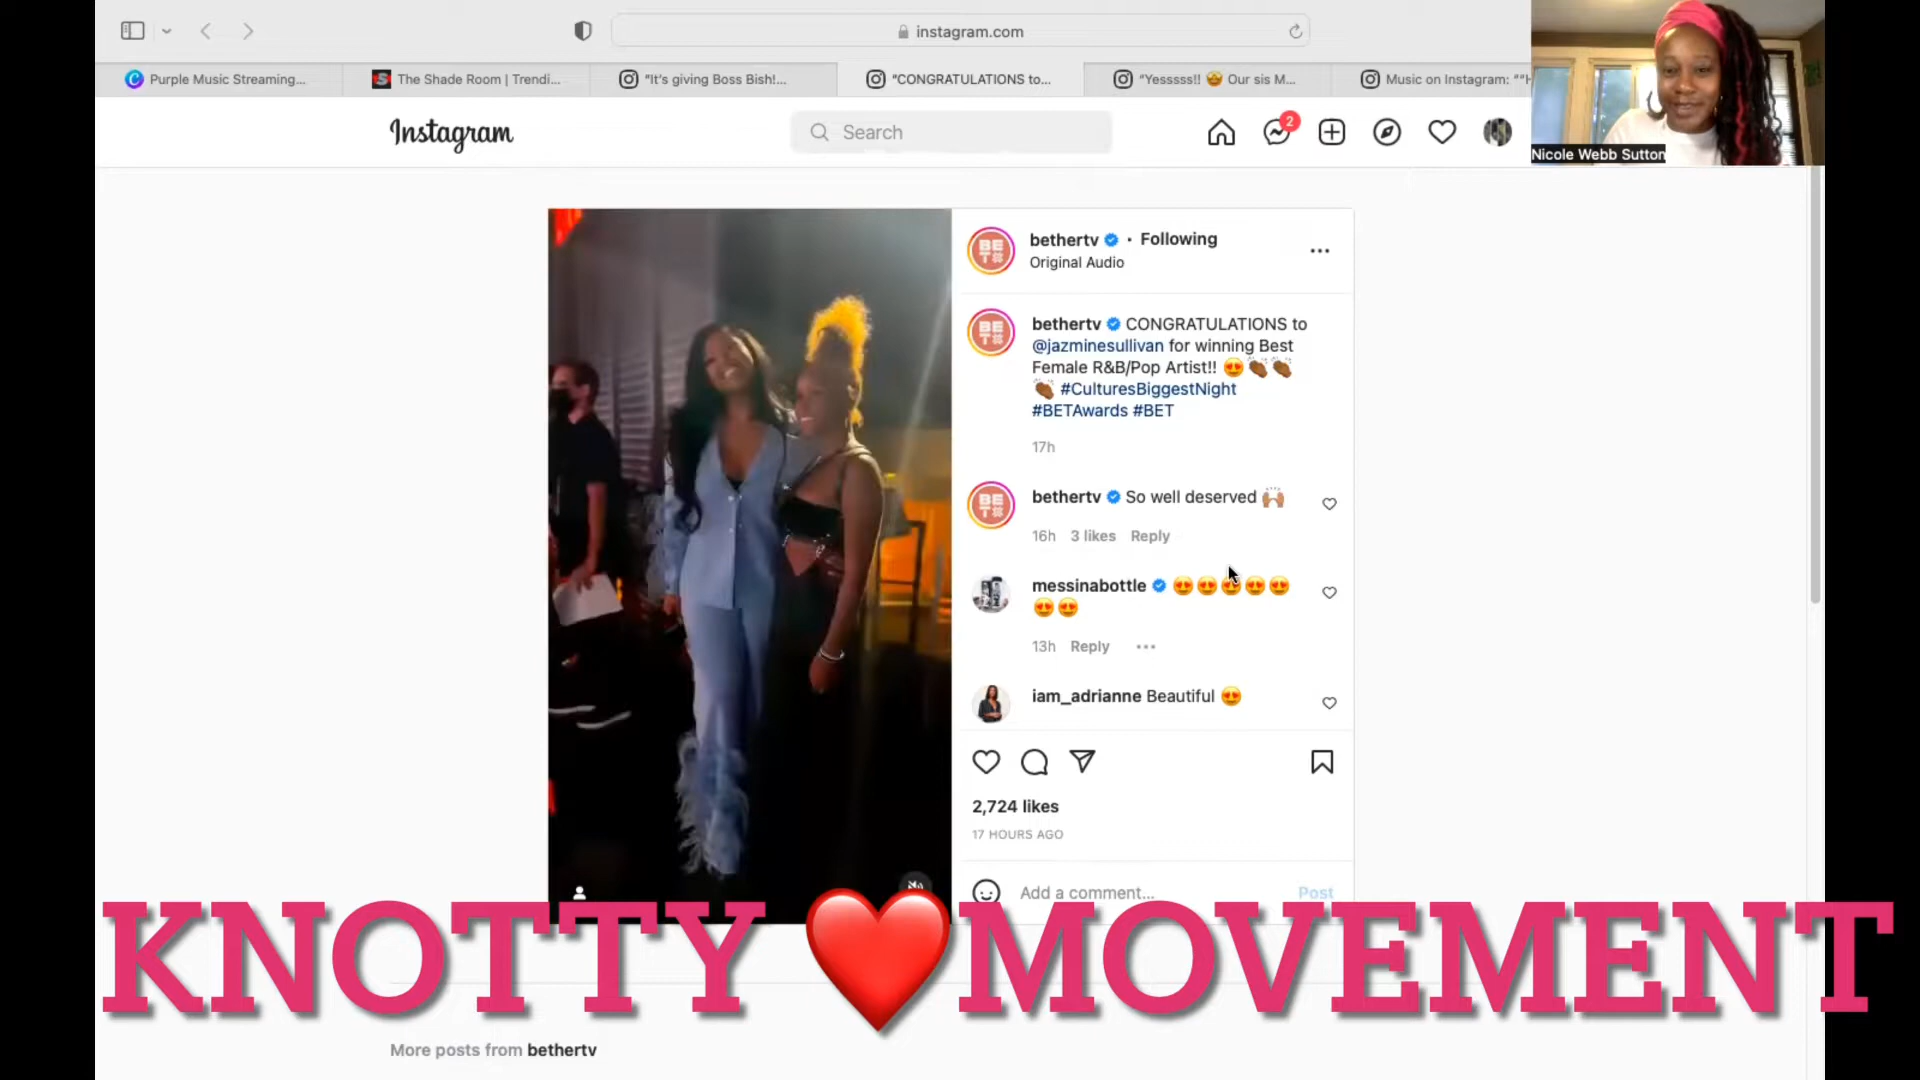 instagram.com
Purple Music Streaming...
The Shade Room | Trendi...
"It's giving Boss Bish!...
"CONGRATULATIONS to...
"Yesssss!! 🤩 Our sis M...
Music on Instagram: ""H
Instagram
Search
2
Nicole Webb Sutton
bethertv • Following
Original Audio
bethertv CONGRATULATIONS to
@jazminesullivan for winning Best
Female R&B/Pop Artist!! 😍👏🏾👏🏾
👏🏾 #CulturesBiggestNight
#BETAwards #BET
17h
bethertv So well deserved 🙌🏽
16h 3 likes Reply
messinabottle 😍😍😍😍😍
😍😍
13h Reply ...
iam_adrianne Beautiful 😍
2,724 likes
17 HOURS AGO
Add a comment... Post
KNOTTY ❤️ MOVEMENT
More posts from bethertv